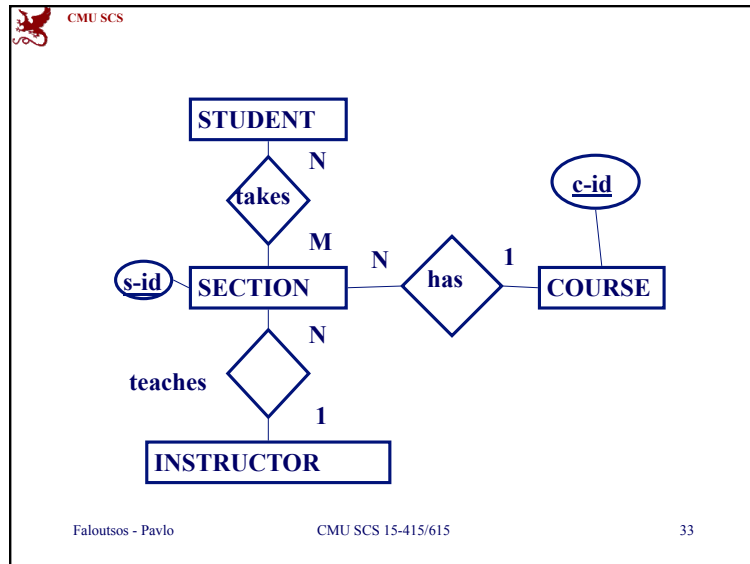 CMU SCS
STUDENT
N
takes
c-id
M
s-id
SECTION
N
has
1
COURSE
N
teaches
1
INSTRUCTOR
Faloutsos - Pavlo
CMU SCS 15-415/615
33